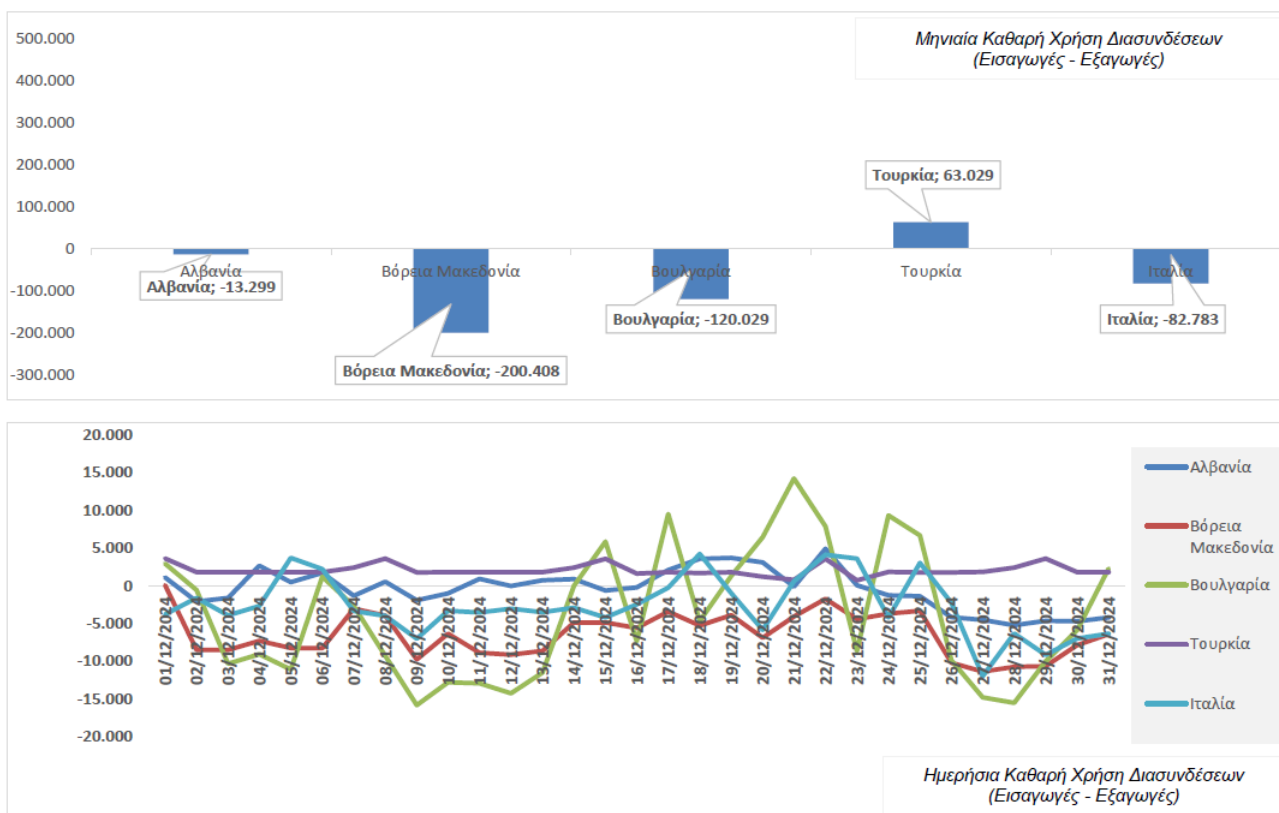 Μηνιαία Καθαρή Χρήση Διασυνδέσεων
(Εισαγωγές - Εξαγωγές)
500.000
400.000
300.000
200.000
100.000
0
-100.000
-200.000
-300.000
Τουρκία; 63.029
Αλβανία
Βόρεια Μακεδονία
Βουλγαρία
Τουρκία
Ιταλία
Αλβανία; -13.299
Βουλγαρία; -120.029
Ιταλία; -82.783
Βόρεια Μακεδονία; -200.408
20.000
15.000
10.000
5.000
0
-5.000
-10.000
-15.000
-20.000
01/12/2024
02/12/2024
03/12/2024
04/12/2024
05/12/2024
06/12/2024
07/12/2024
08/12/2024
09/12/2024
10/12/2024
11/12/2024
12/12/2024
13/12/2024
14/12/2024
15/12/2024
16/12/2024
17/12/2024
18/12/2024
19/12/2024
20/12/2024
21/12/2024
22/12/2024
23/12/2024
24/12/2024
25/12/2024
26/12/2024
27/12/2024
28/12/2024
29/12/2024
30/12/2024
31/12/2024
Αλβανία
Βόρεια
Μακεδονία
Βουλγαρία
Τουρκία
Ιταλία
Ημερήσια Καθαρή Χρήση Διασυνδέσεων
(Εισαγωγές - Εξαγωγές)